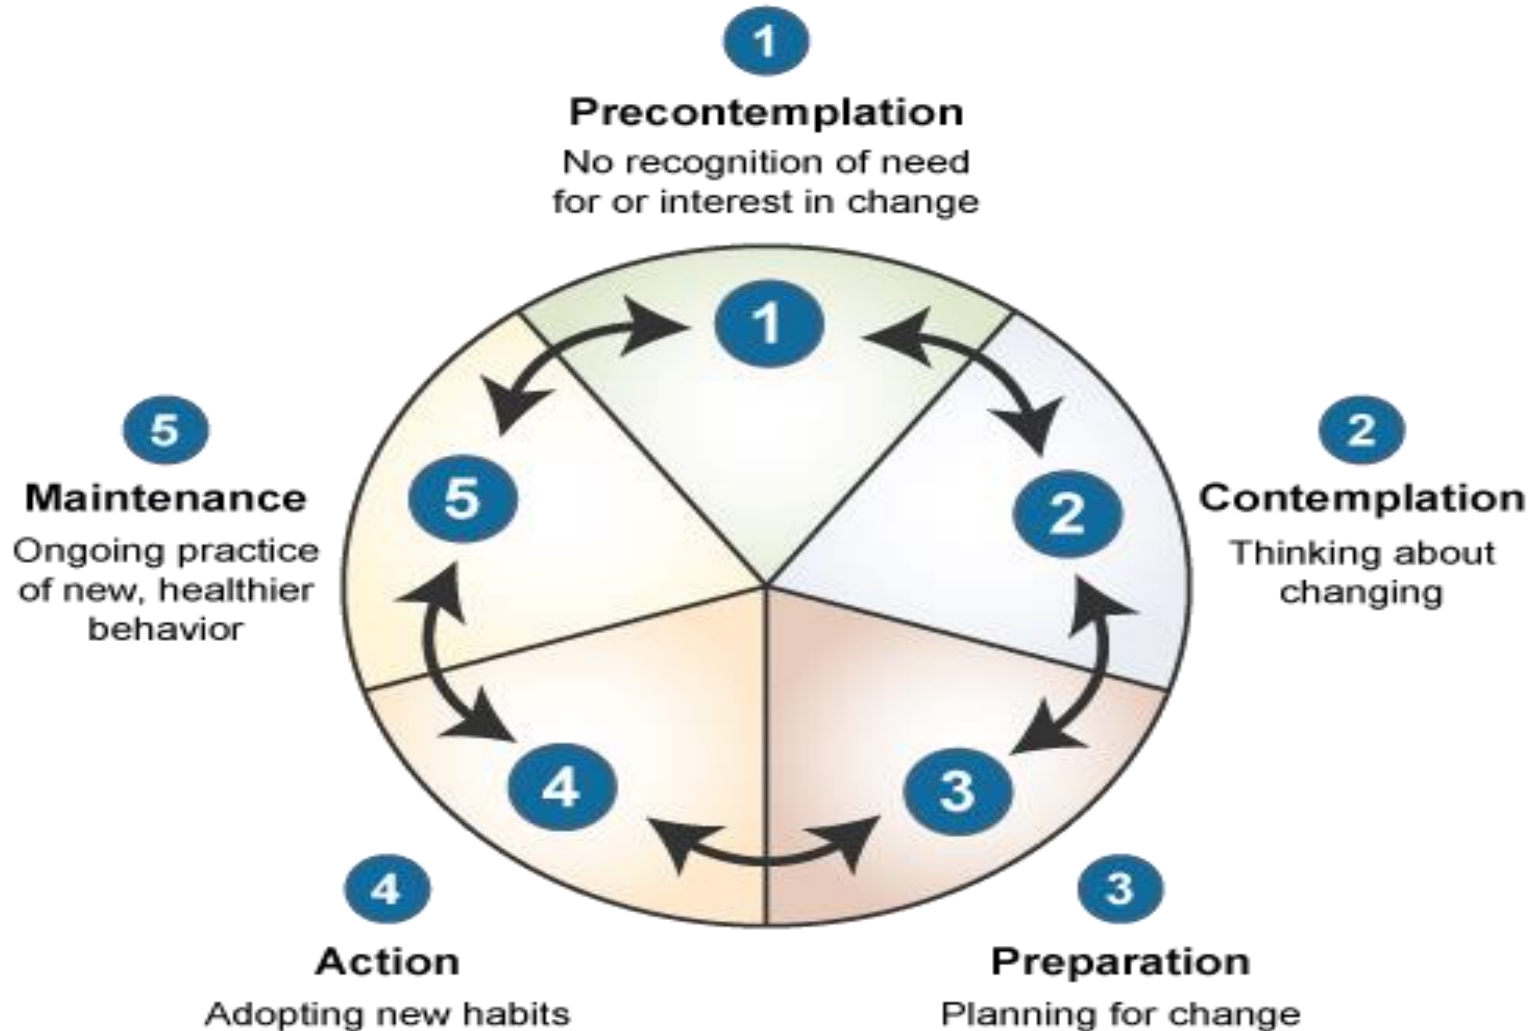 1
Precontemplation
No recognition of need
for or interest in change
1
5
Maintenance
Ongoing practice
of new, healthier
behavior
5
2
2
Contemplation
Thinking about
changing
4
3
4
Action
Adopting new habits
3
Preparation
Planning for change